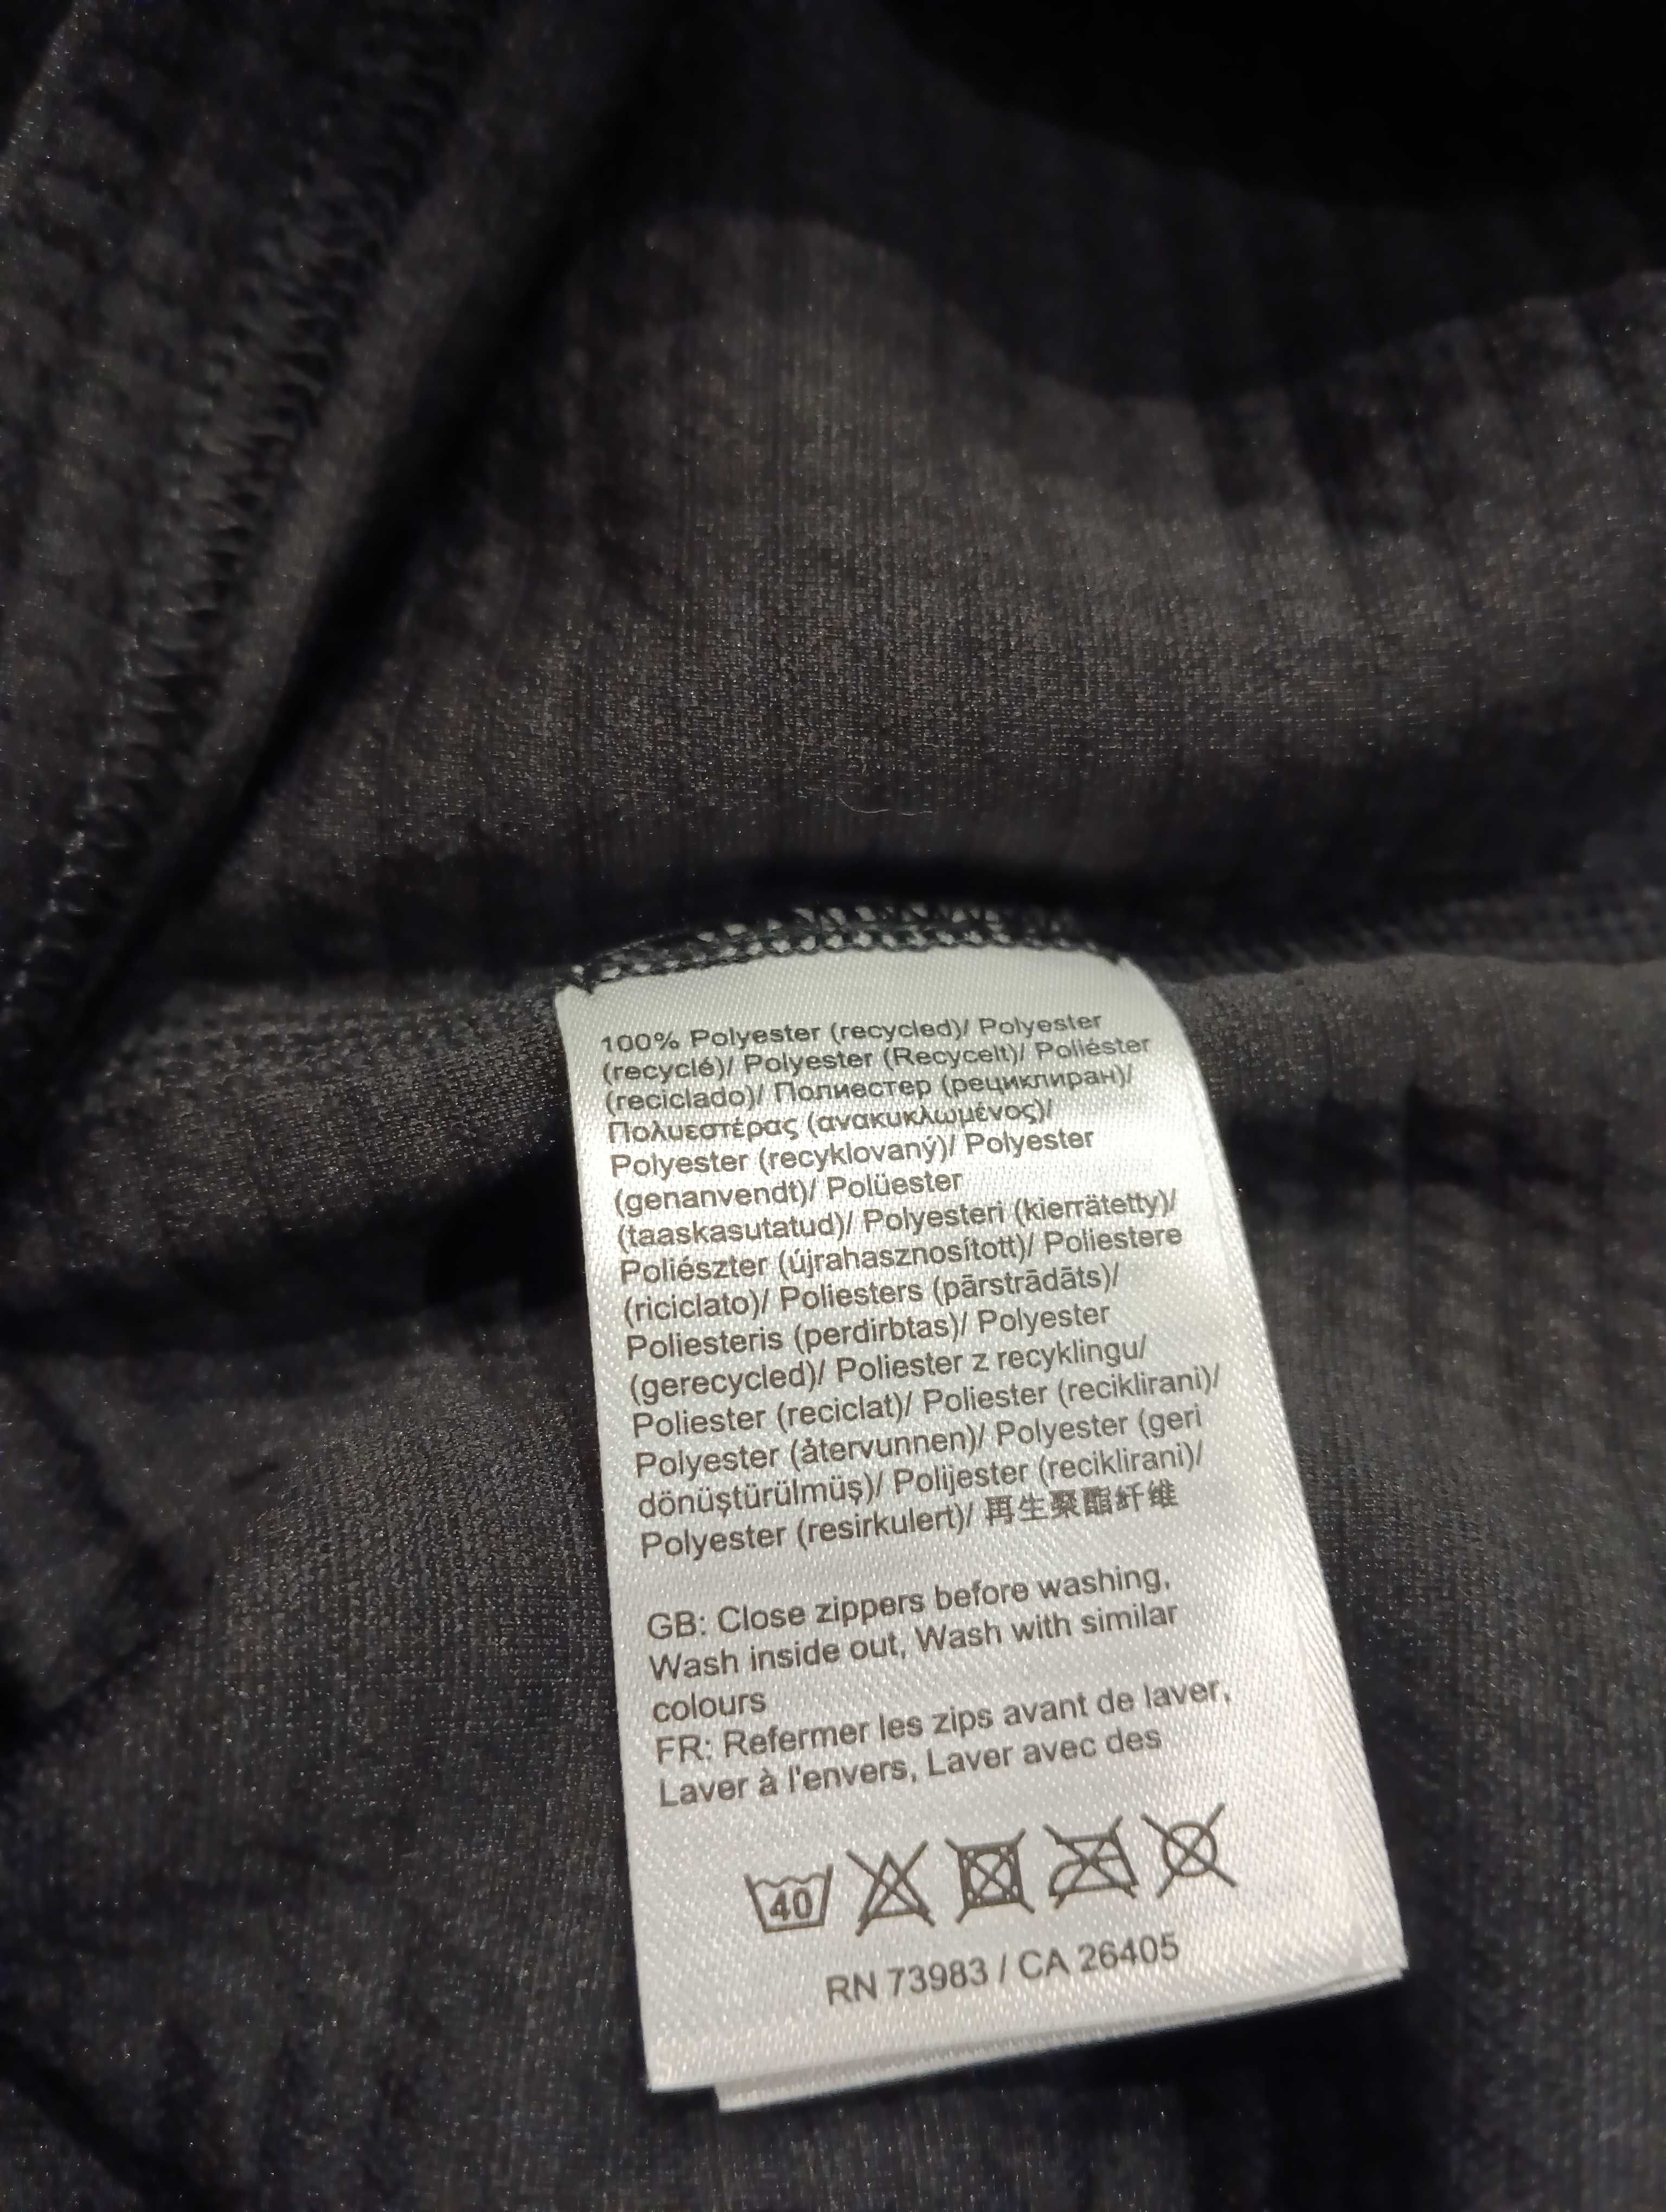 100% Polyester (recycled)/ Polyester
(recyclé)/ Polyester (Recycelt)/ Poliéster
(reciclado)/ Полиестер (рециклиран)/
Πολυεστέρας (ανακυκλωμένος)/
Polyester (recyklovaný)/ Polyester
(genanvendt)/ Polüester
(taaskasutatud)/ Polyesteri (kierrätetty)/
Poliészter (újrahasznosított)/ Poliestere
(riciclato)/ Poliesters (pārstrādāts)/
Poliesteris (perdirbtas)/ Polyester
(gerecycled)/ Poliester z recyklingu/
Poliester (reciclat)/ Poliester (reciklirani)/
Polyester (återvunnen)/ Polyester (geri
dönüştürülmüş)/ Polijester (reciklirani)/
Polyester (resirkulert)/ 再生聚酯纤维
GB: Close zippers before washing,
Wash inside out, Wash with similar
colours
FR: Refermer les zips avant de laver,
Laver à l'envers, Laver avec des
40
RN 73983 / CA 26405